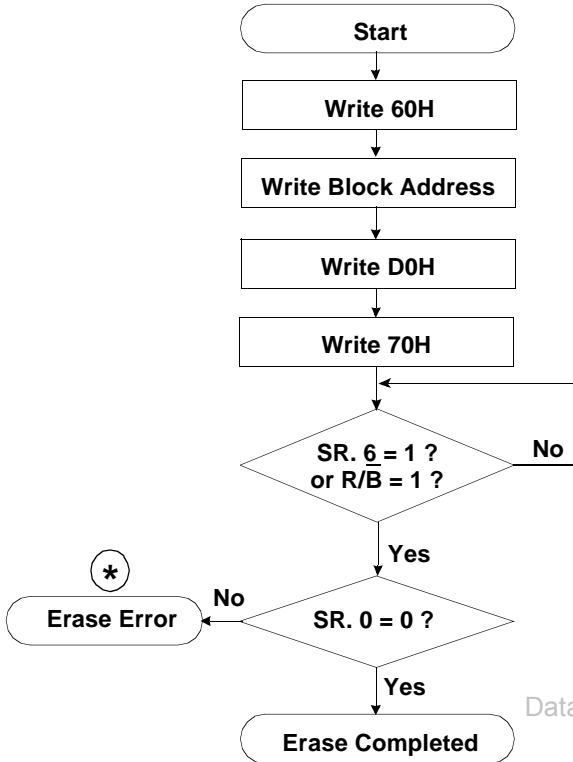 Start
Write 60H
Write Block Address
Write D0H
Write 70H
SR. 6 = 1 ?
or R/B̅ = 1 ?
No
Yes
*
No
Erase Error
SR. 0 = 0 ?
Yes
Data
Erase Completed